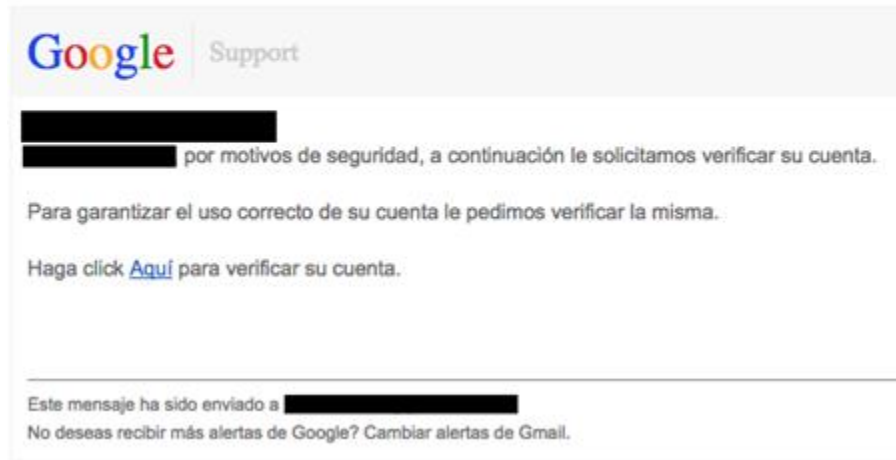 Google Support
por motivos de seguridad, a continuación le solicitamos verificar su cuenta.
Para garantizar el uso correcto de su cuenta le pedimos verificar la misma.
Haga click Aquí para verificar su cuenta.
Este mensaje ha sido enviado a
No deseas recibir más alertas de Google? Cambiar alertas de Gmail.